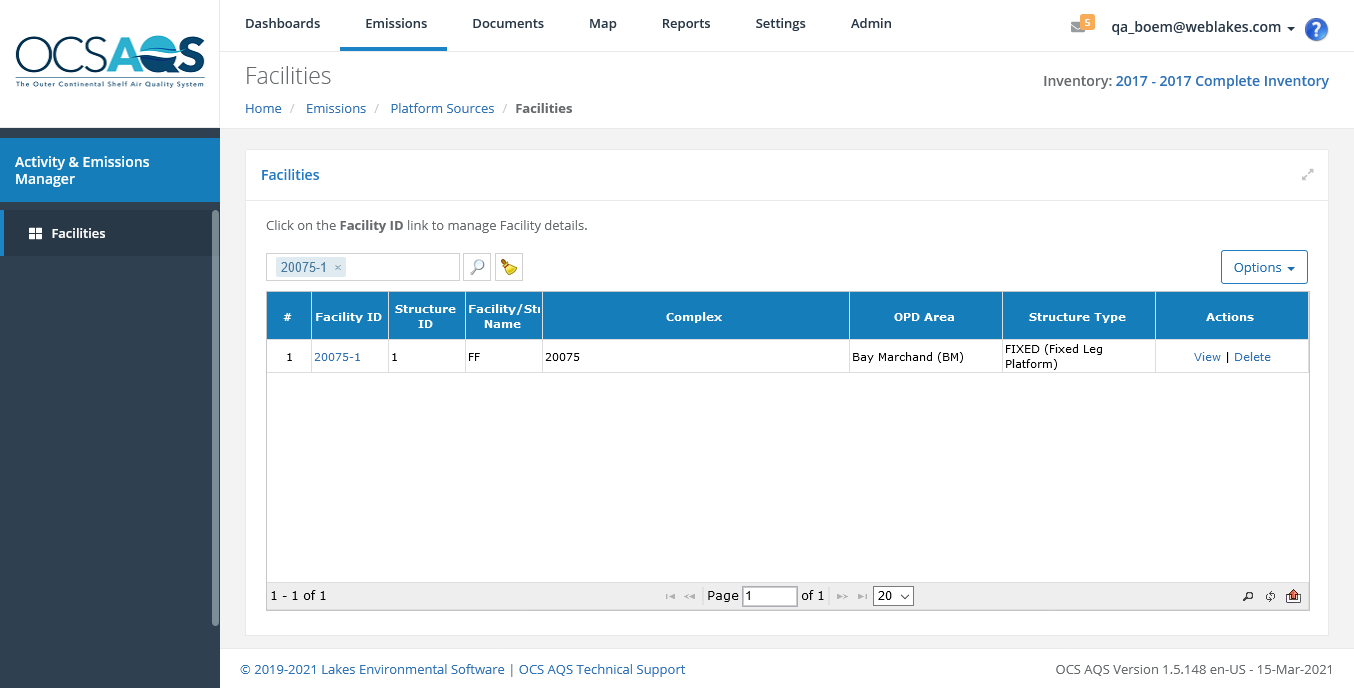 OCSAQS
The Outer Continental Shelf Air Quality System
Dashboards Emissions Documents Map Reports Settings Admin
5
qa_boem@weblakes.com
?
Facilities
Inventory: 2017 - 2017 Complete Inventory
Home / Emissions / Platform Sources / Facilities
Activity & Emissions
Manager
Facilities
Facilities
Click on the Facility ID link to manage Facility details.
20075-1 ×
Options
# Facility ID Structure ID Facility/Str Name Complex OPD Area Structure Type Actions
1 20075-1 1 FF 20075 Bay Marchand (BM) FIXED (Fixed Leg Platform) View | Delete
1 - 1 of 1
Page 1 of 1
20
© 2019-2021 Lakes Environmental Software | OCS AQS Technical Support
OCS AQS Version 1.5.148 en-US - 15-Mar-2021